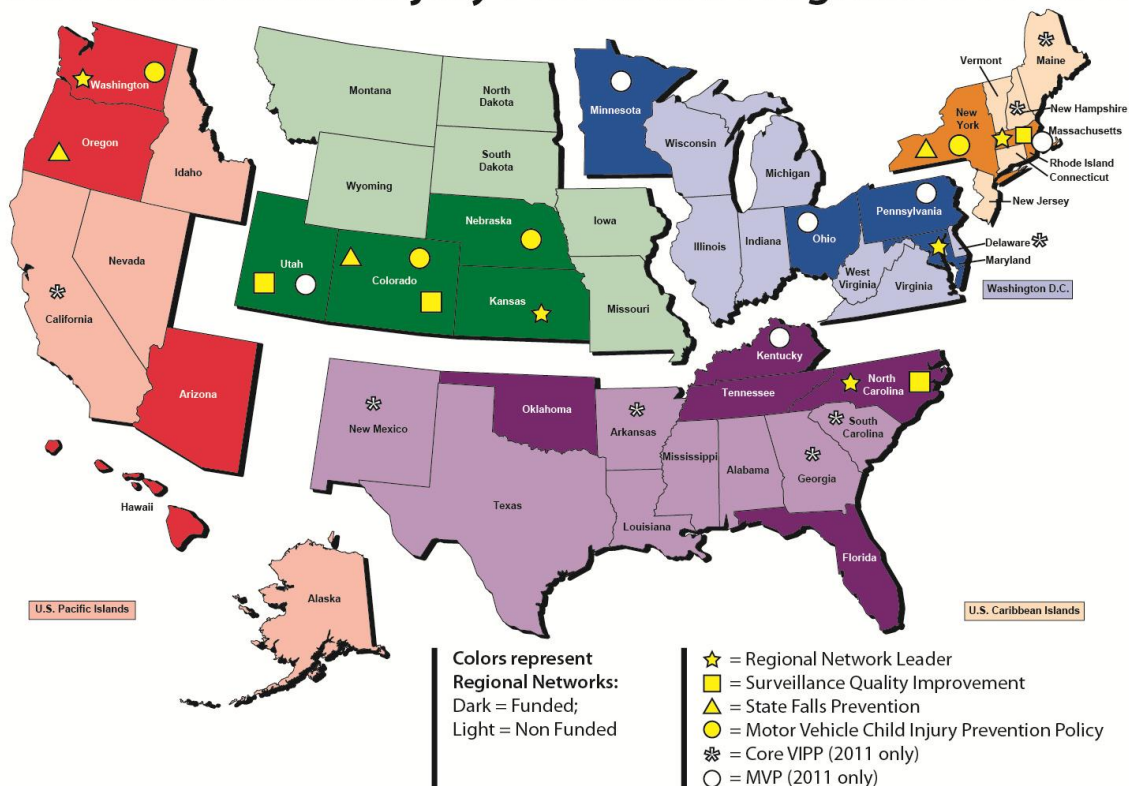 Washington
Oregon
Idaho
Montana
North
Dakota
South
Dakota
Wyoming
Minnesota
Wisconsin
Michigan
Iowa
Illinois
Indiana
Ohio
Pennsylvania
New
York
Vermont
Maine
New Hampshire
Massachusetts
Rhode Island
Connecticut
New Jersey
Delaware
Maryland
Washington D.C.
West
Virginia
Virginia
Nevada
California
Utah
Colorado
Nebraska
Kansas
Missouri
Arizona
New Mexico
Oklahoma
Texas
Arkansas
Louisiana
Kentucky
Tennessee
North
Carolina
South
Carolina
Mississippi
Alabama
Georgia
Florida
Hawaii
Alaska
U.S. Pacific Islands
U.S. Caribbean Islands
Colors represent
Regional Networks:
Dark = Funded;
Light = Non Funded
= Regional Network Leader
= Surveillance Quality Improvement
= State Falls Prevention
= Motor Vehicle Child Injury Prevention Policy
= Core VIPP (2011 only)
= MVP (2011 only)